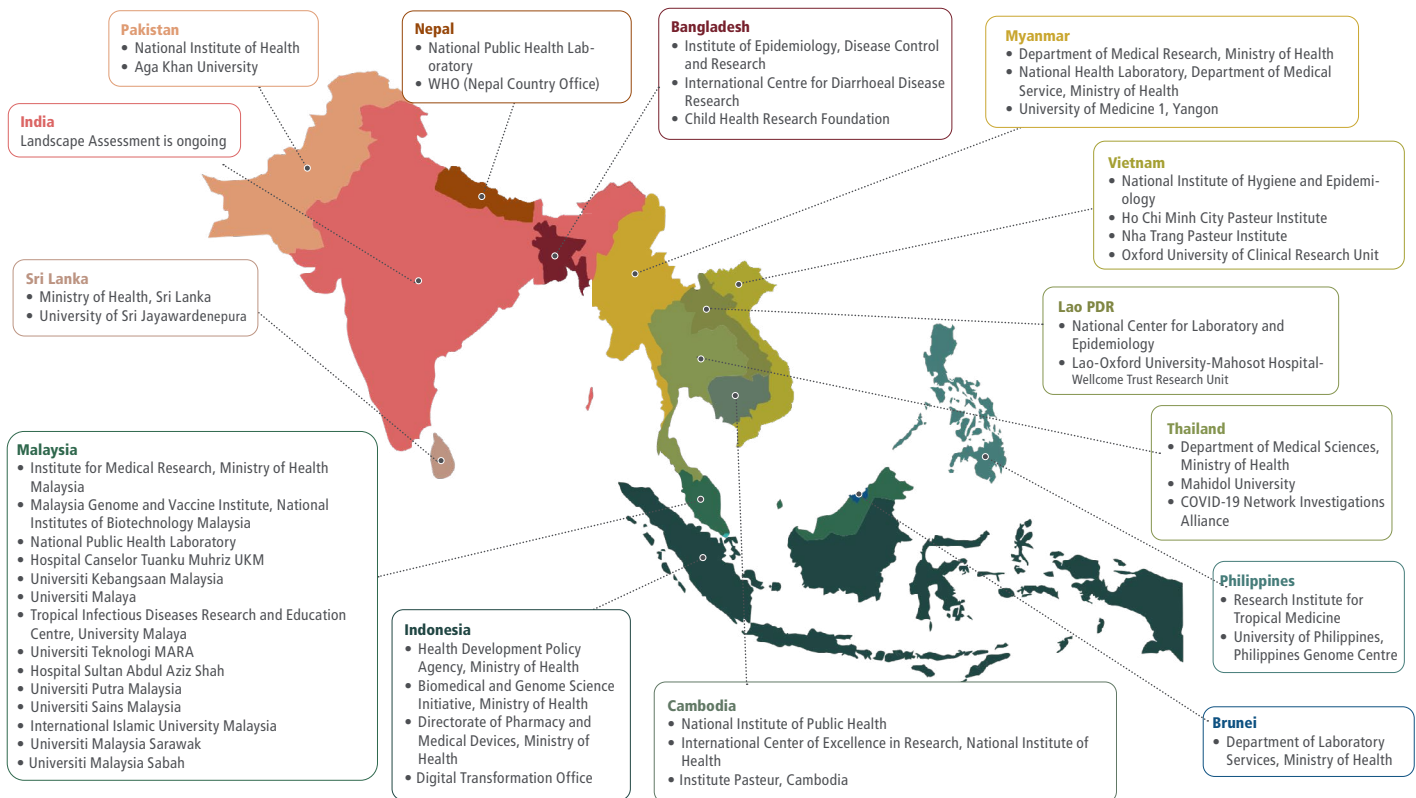 Pakistan
• National Institute of Health
• Aga Khan University
Nepal
• National Public Health Lab-
oratory
• WHO (Nepal Country Office)
Bangladesh
• Institute of Epidemiology, Disease Control
and Research
• International Centre for Diarrhoeal Disease
Research
• Child Health Research Foundation
Myanmar
• Department of Medical Research, Ministry of Health
• National Health Laboratory, Department of Medical
Service, Ministry of Health
• University of Medicine 1, Yangon
India
Landscape Assessment is ongoing
Vietnam
• National Institute of Hygiene and Epidemi-
ology
• Ho Chi Minh City Pasteur Institute
• Nha Trang Pasteur Institute
• Oxford University of Clinical Research Unit
Sri Lanka
• Ministry of Health, Sri Lanka
• University of Sri Jayawardenepura
Lao PDR
• National Center for Laboratory and
Epidemiology
• Lao-Oxford University-Mahosot Hospital-
Wellcome Trust Research Unit
Thailand
• Department of Medical Sciences,
Ministry of Health
• Mahidol University
• COVID-19 Network Investigations
Alliance
Malaysia
• Institute for Medical Research, Ministry of Health
Malaysia
• Malaysia Genome and Vaccine Institute, National
Institutes of Biotechnology Malaysia
• National Public Health Laboratory
• Hospital Canselor Tuanku Muhriz UKM
• Universiti Kebangsaan Malaysia
• Universiti Malaya
• Tropical Infectious Diseases Research and Education
Centre, University Malaya
• Universiti Teknologi MARA
• Hospital Sultan Abdul Aziz Shah
• Universiti Putra Malaysia
• Universiti Sains Malaysia
• International Islamic University Malaysia
• Universiti Malaysia Sarawak
• Universiti Malaysia Sabah
Philippines
• Research Institute for
Tropical Medicine
• University of Philippines,
Philippines Genome Centre
Indonesia
• Health Development Policy
Agency, Ministry of Health
• Biomedical and Genome Science
Initiative, Ministry of Health
• Directorate of Pharmacy and
Medical Devices, Ministry of
Health
• Digital Transformation Office
Cambodia
• National Institute of Public Health
• International Center of Excellence in Research, National Institute of
Health
• Institute Pasteur, Cambodia
Brunei
• Department of Laboratory
Services, Ministry of Health